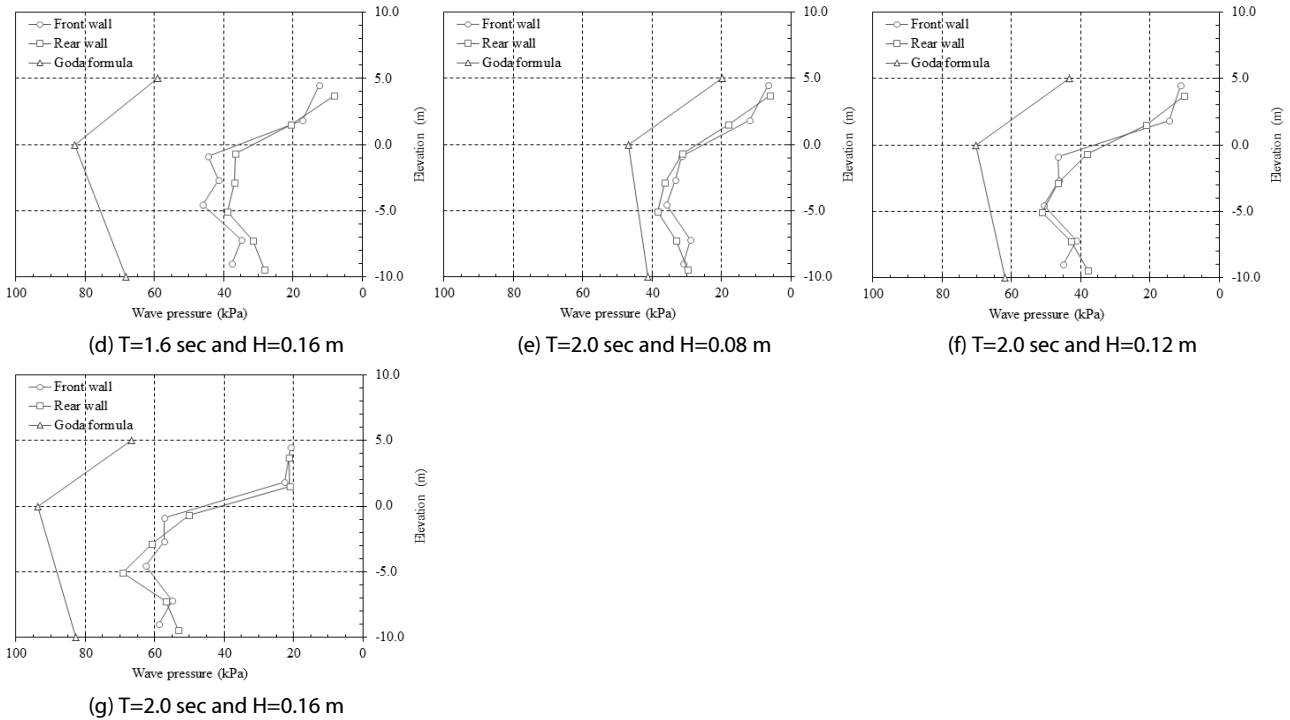 10.0
Front wall
Rear wall
Goda formula
5.0
0.0
-5.0
-10.0
Elevation (m)
100 80 60 40 20 0
Wave pressure (kPa)
(d) T=1.6 sec and H=0.16 m
10.0
Front wall
Rear wall
Goda formula
5.0
0.0
-5.0
-10.0
Elevation (m)
100 80 60 40 20 0
Wave pressure (kPa)
(e) T=2.0 sec and H=0.08 m
10.0
Front wall
Rear wall
Goda formula
5.0
0.0
-5.0
-10.0
Elevation (m)
100 80 60 40 20 0
Wave pressure (kPa)
(f) T=2.0 sec and H=0.12 m
10.0
Front wall
Rear wall
Goda formula
5.0
0.0
-5.0
-10.0
Elevation (m)
100 80 60 40 20 0
Wave pressure (kPa)
(g) T=2.0 sec and H=0.16 m